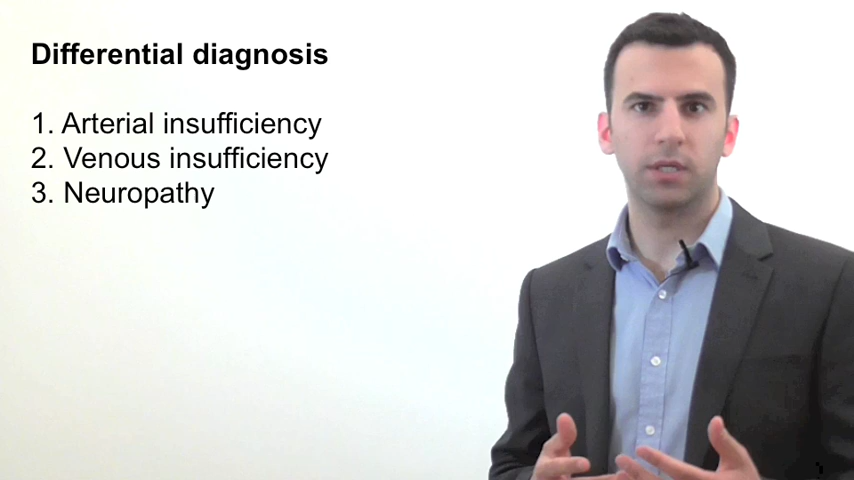 Differential diagnosis
1. Arterial insufficiency
2. Venous insufficiency
3. Neuropathy